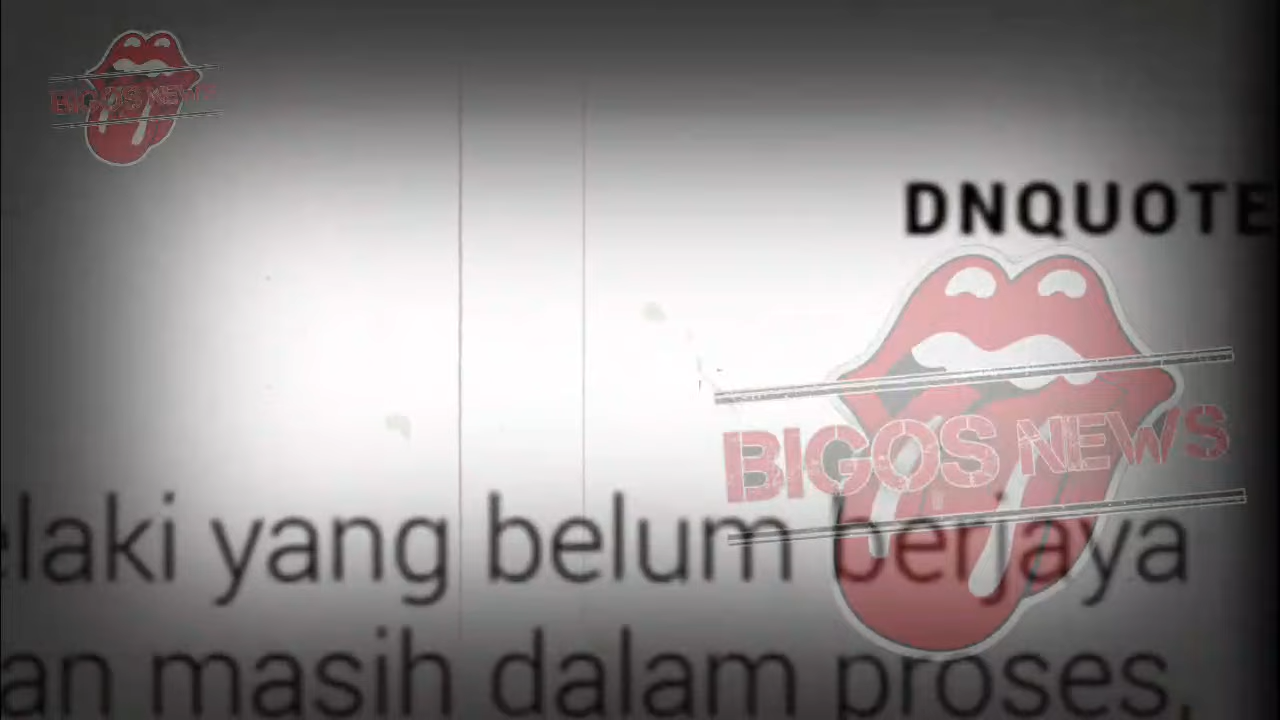 BIGOS NEWS
DNQUOTE
BIGOS NEWS
elaki yang belum berjaya
an masih dalam proses,